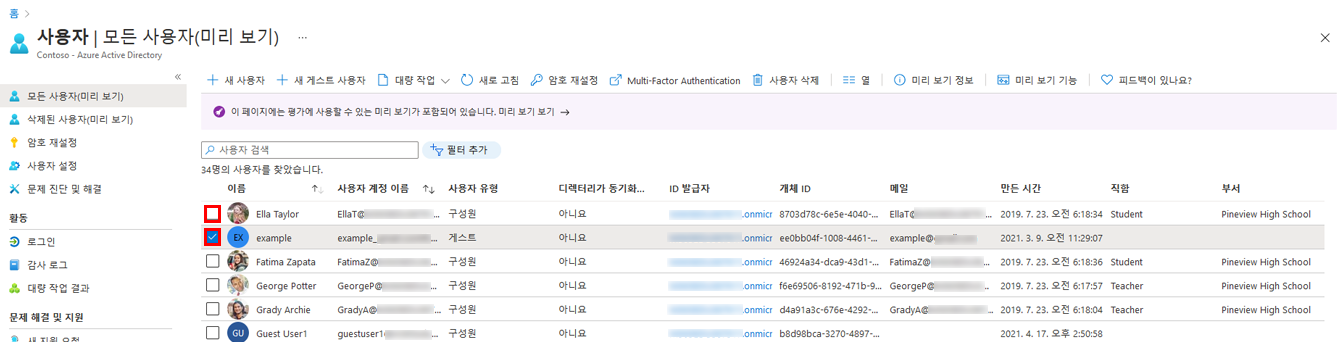 홈 >
사용자 | 모든 사용자(미리 보기) ...
Contoso - Azure Active Directory
모든 사용자(미리 보기)
삭제된 사용자(미리 보기)
암호 재설정
사용자 설정
문제 진단 및 해결
활동
로그인
감사 로그
대량 작업 결과
문제 해결 및 지원
새 지원 요청
새 사용자 새 게스트 사용자 대량 작업 새로 고침 암호 재설정 Multi-Factor Authentication 사용자 삭제 열 미리 보기 정보 미리 보기 기능 피드백이 있나요?
이 페이지에는 평가에 사용할 수 있는 미리 보기가 포함되어 있습니다. 미리 보기 보기 →
사용자 검색 필터 추가
34명의 사용자를 찾았습니다.
이름 사용자 계정 이름 사용자 유형 디렉터리가 동기화... ID 발급자 개체 ID 메일 만든 시간 직함 부서
Ella Taylor EllaT@ ... 구성원 아니요 .onmicr 8703d78c-6e5e-4040-... EllaT@ ... 2019. 7. 23. 오전 6:18:34 Student Pineview High School
EX example example_ ... 게스트 아니요 .onmicr ee0bb04f-1008-4461-... example@ 2021. 3. 9. 오전 11:29:07
Fatima Zapata FatimaZ@ ... 구성원 아니요 .onmicr 46924a34-dca9-43d1-... FatimaZ@ ... 2019. 7. 23. 오전 6:18:36 Student Pineview High School
George Potter GeorgeP@ ... 구성원 아니요 .onmicr f6e69506-8192-471b-9... GeorgeP@ ... 2019. 7. 23. 오전 6:17:57 Teacher Pineview High School
Grady Archie GradyA@ ... 구성원 아니요 .onmicr d4a91a3c-676e-4292-... GradyA@ ... 2019. 7. 23. 오전 6:18:04 Teacher Pineview High School
GU Guest User1 guestuser1 ... 구성원 아니요 .onmicr b8d98bca-3270-4897-... 2021. 4. 17. 오후 2:50:58